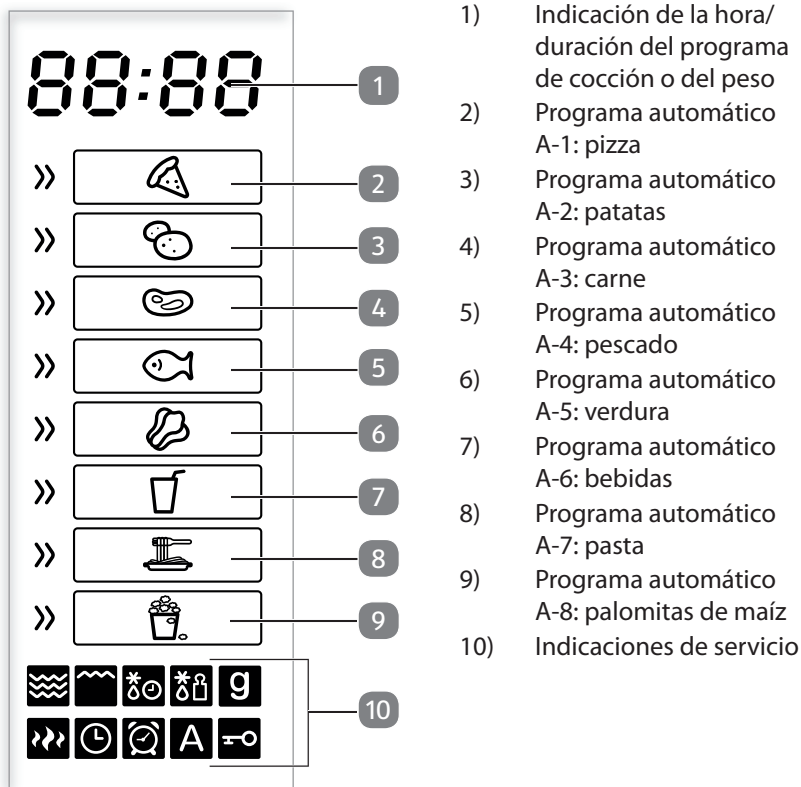 88:88
1
2
3
4
5
6
7
8
9
g
A
10
1) Indicación de la hora/
duración del programa
de cocción o del peso
2) Programa automático
A-1: pizza
3) Programa automático
A-2: patatas
4) Programa automático
A-3: carne
5) Programa automático
A-4: pescado
6) Programa automático
A-5: verdura
7) Programa automático
A-6: bebidas
8) Programa automático
A-7: pasta
9) Programa automático
A-8: palomitas de maíz
10) Indicaciones de servicio